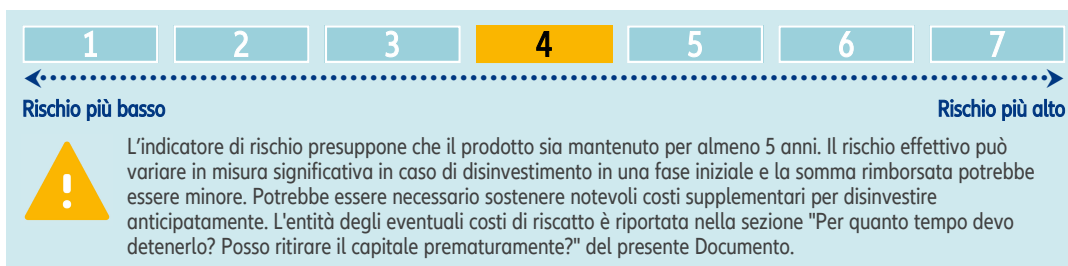 1 2 3 4 5 6 7
Rischio più basso Rischio più alto
L'indicatore di rischio presuppone che il prodotto sia mantenuto per almeno 5 anni. Il rischio effettivo può
variare in misura significativa in caso di disinvestimento in una fase iniziale e la somma rimborsata potrebbe
essere minore. Potrebbe essere necessario sostenere notevoli costi supplementari per disinvestire
anticipatamente. L'entità degli eventuali costi di riscatto è riportata nella sezione "Per quanto tempo devo
detenerlo? Posso ritirare il capitale prematuramente?" del presente Documento.